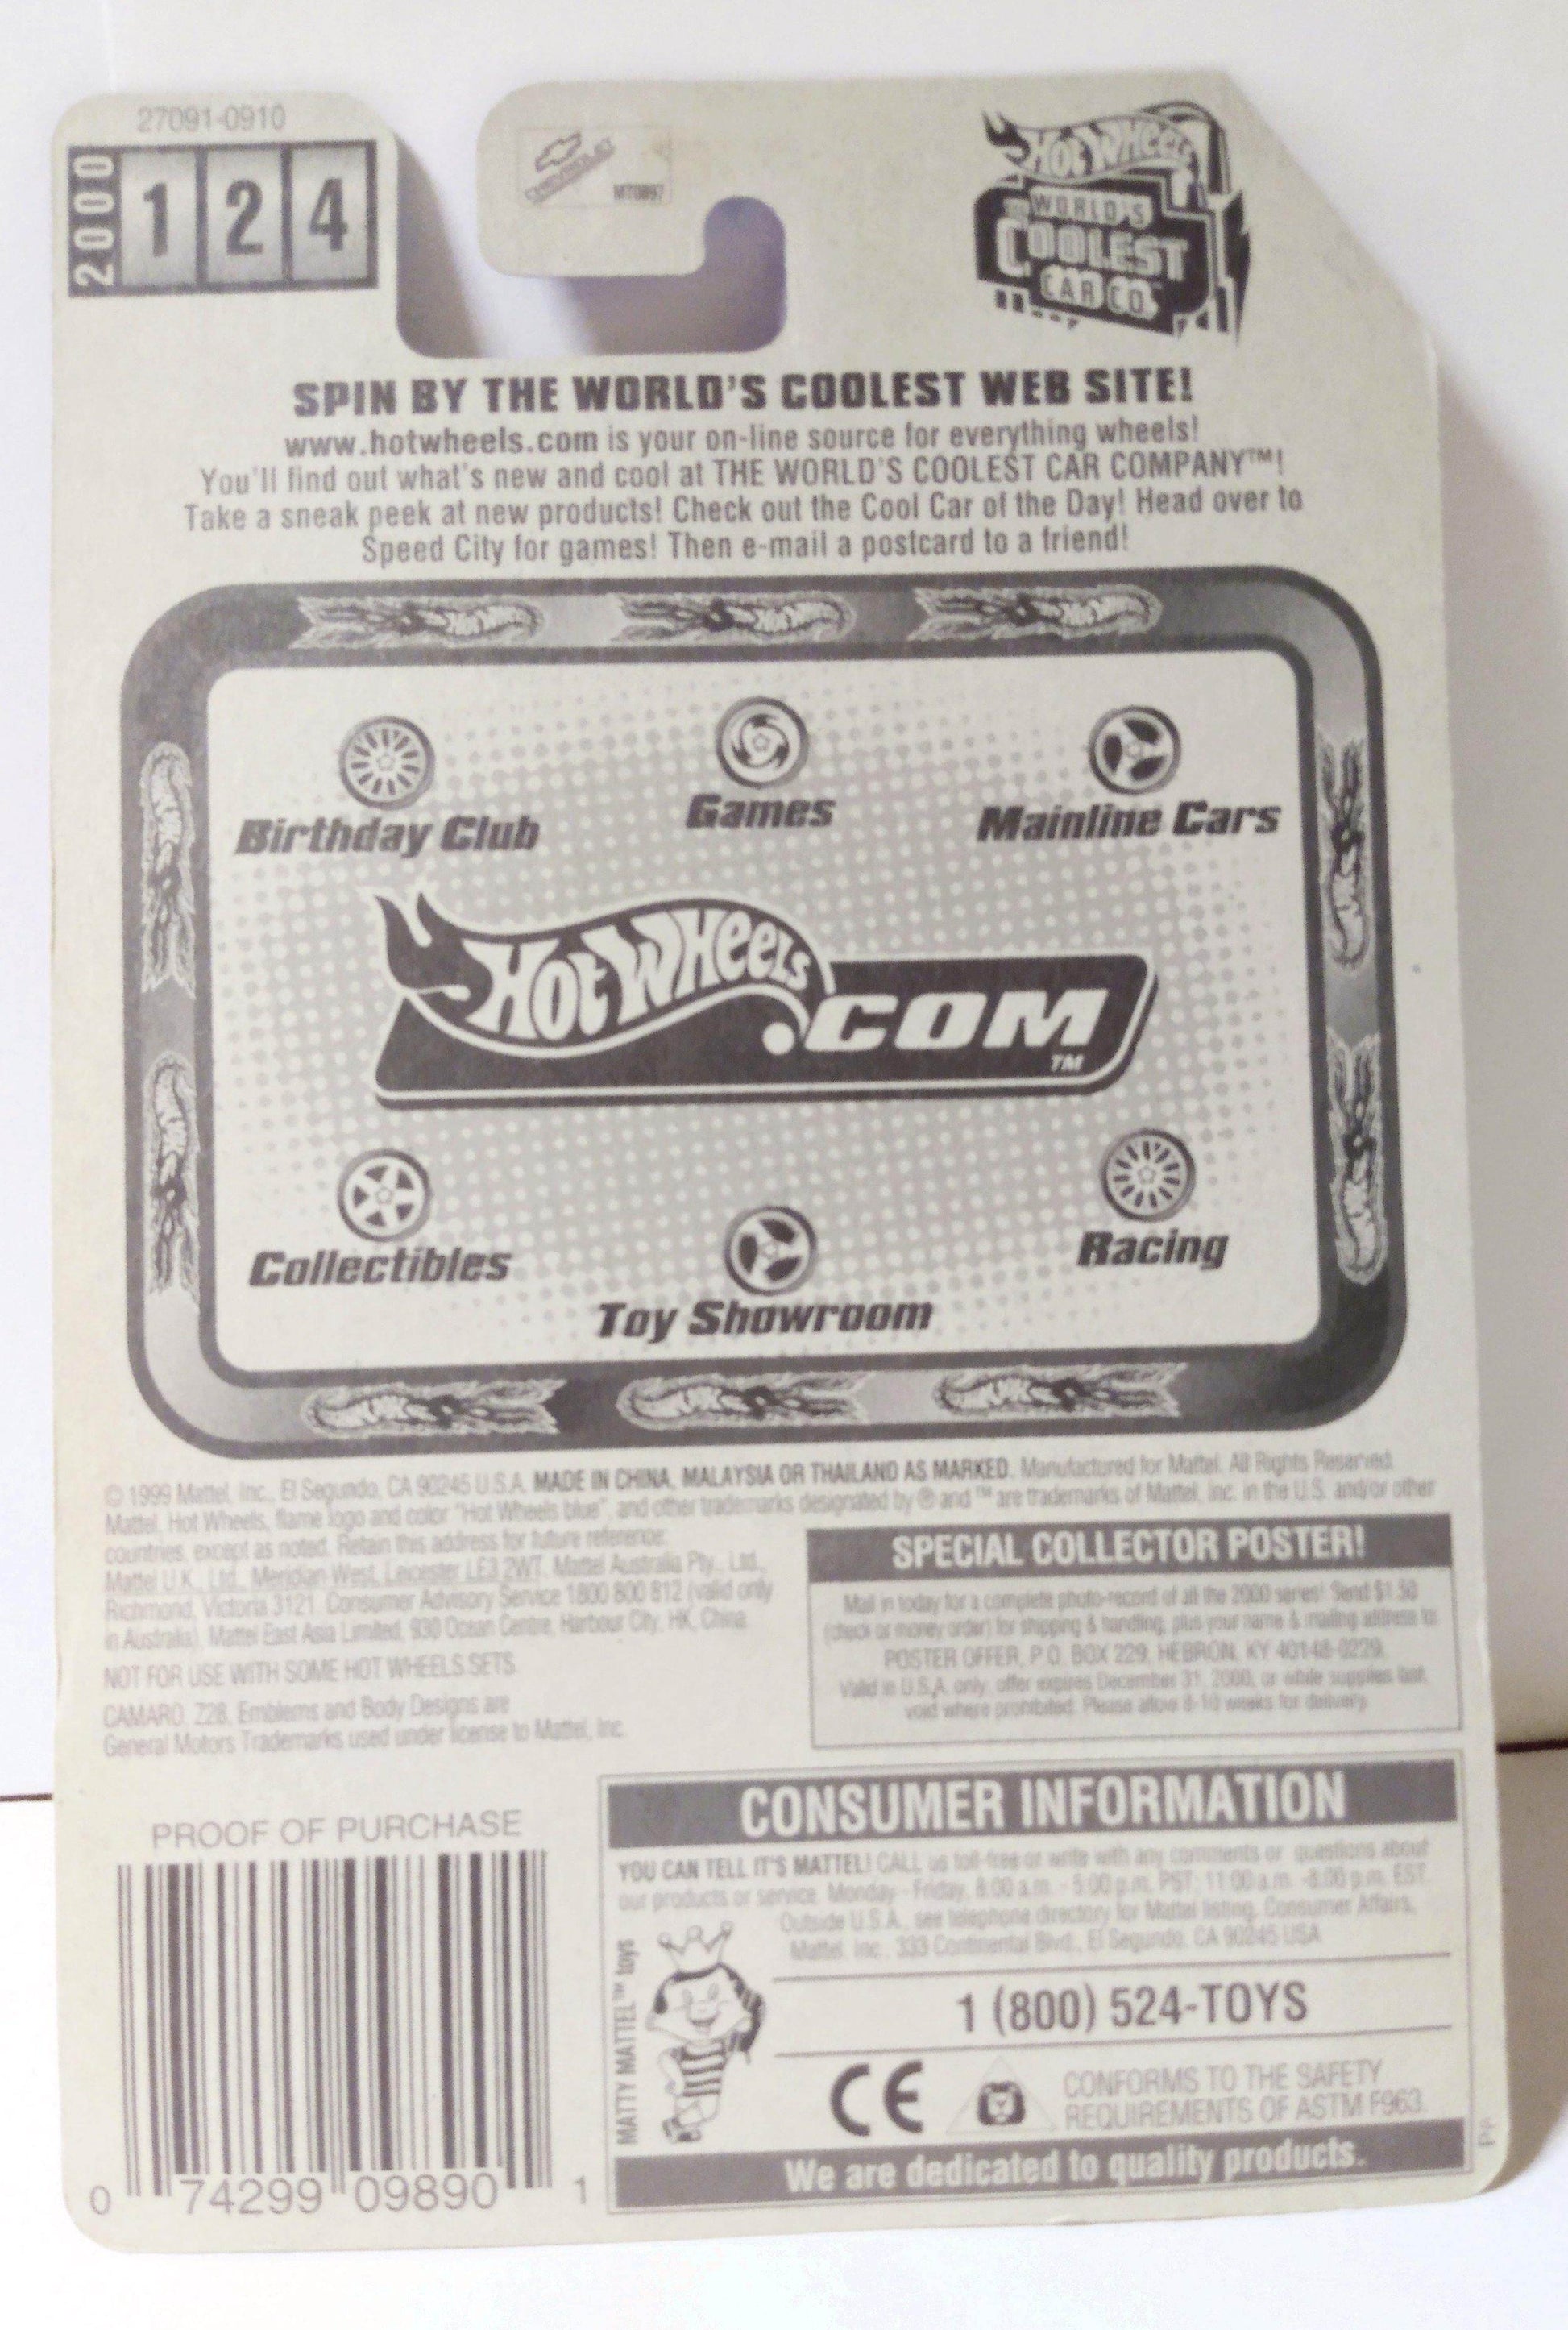 27091-0910
2000 124
CHEVROLET
MT0997
HOT WHEELS
WORLD'S
COOLEST
CAR CO.™
SPIN BY THE WORLD'S COOLEST WEB SITE!
www.hotwheels.com is your on-line source for everything wheels!
You'll find out what's new and cool at THE WORLD'S COOLEST CAR COMPANY™!
Take a sneak peek at new products! Check out the Cool Car of the Day! Head over to
Speed City for games! Then e-mail a postcard to a friend!
Birthday Club
Games
Mainline Cars
HOT WHEELS.COM™
Collectibles
Toy Showroom
Racing
© 1999 Mattel, Inc., El Segundo, CA 90245 U.S.A. MADE IN CHINA, MALAYSIA OR THAILAND AS MARKED. Manufactured for Mattel. All Rights Reserved.
Mattel, Hot Wheels, flame logo and color "Hot Wheels blue", and other trademarks designated by ® and ™ are trademarks of Mattel, Inc. in the U.S. and/or other
countries, except as noted. Retain this address for future reference:
Mattel U.K. Ltd., Meridian West, Leicester LE3 2WT. Mattel Australia Pty., Ltd.,
Richmond, Victoria 3121. Consumer Advisory Service 1800 800 812 (valid only
in Australia). Mattel East Asia Limited, 930 Ocean Centre, Harbour City, HK, China.
NOT FOR USE WITH SOME HOT WHEELS SETS.
CAMARO, Z28, Emblems and Body Designs are
General Motors Trademarks used under license to Mattel, Inc.
SPECIAL COLLECTOR POSTER!
Mail in today for a complete photo-record of all the 2000 series! Send $1.50
(check or money order) for shipping & handling, plus your name & mailing address to:
POSTER OFFER, P.O. BOX 229, HEBRON, KY 40148-0229.
Valid in U.S.A. only, offer expires December 31, 2000, or while supplies last,
void where prohibited. Please allow 8-10 weeks for delivery.
PROOF OF PURCHASE
0 74299 09890 1
CONSUMER INFORMATION
YOU CAN TELL IT'S MATTEL! CALL us toll-free or write with any comments or questions about
our products or service. Monday - Friday, 8:00 a.m. - 5:00 p.m. PST; 11:00 a.m. -8:00 p.m. EST.
Outside U.S.A., see telephone directory for Mattel listing. Consumer Affairs,
Mattel, Inc., 333 Continental Blvd., El Segundo, CA 90245 USA
MATTY MATTEL™ toys
1 (800) 524-TOYS
CE
CONFORMS TO THE SAFETY
REQUIREMENTS OF ASTM F963.
We are dedicated to quality products.